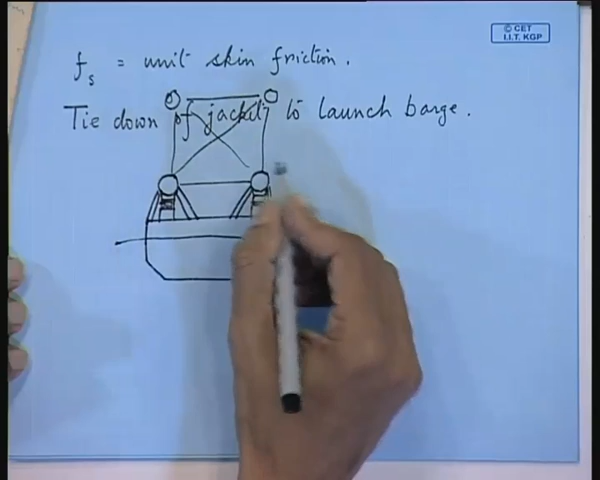 © CET
I.I.T. KGP
fs = unit skin friction.
Tie down of jacket to launch barge.